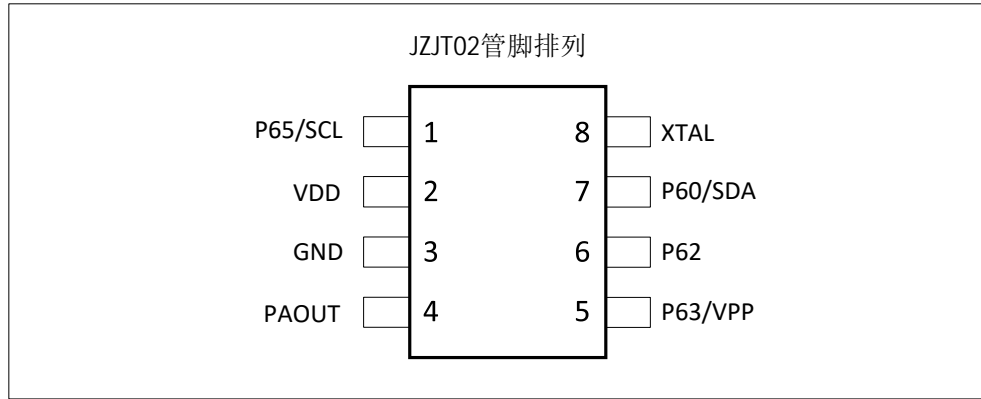 JZJT02管脚排列
P65/SCL 1 8 XTAL
VDD 2 7 P60/SDA
GND 3 6 P62
PAOUT 4 5 P63/VPP